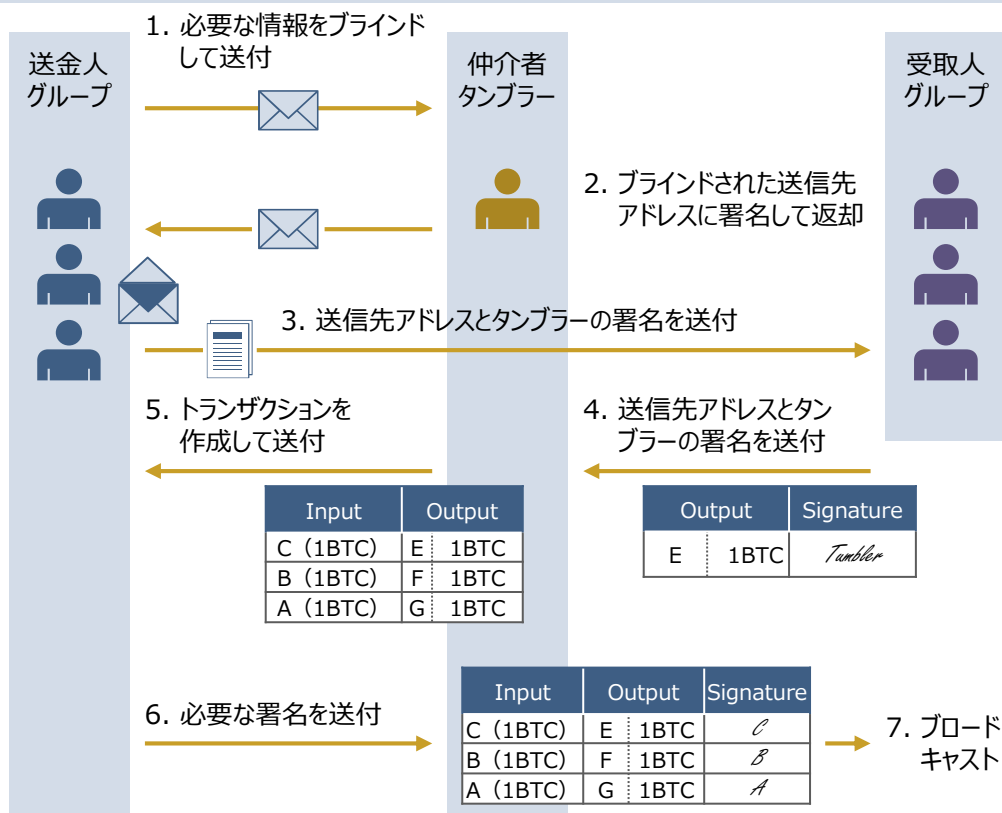 1. 必要な情報をブラインド
して送付
送金人
グループ
仲介者
タンブラー
受取人
グループ
2. ブラインドされた送信先
アドレスに署名して返却
3. 送信先アドレスとタンブラーの署名を送付
5. トランザクションを
作成して送付
4. 送信先アドレスとタン
ブラーの署名を送付
Input Output
C（1BTC） E 1BTC
B（1BTC） F 1BTC
A（1BTC） G 1BTC
Output Signature
E 1BTC Tumbler
6. 必要な署名を送付
Input Output Signature
C（1BTC） E 1BTC C
B（1BTC） F 1BTC B
A（1BTC） G 1BTC A
7. ブロード
キャスト